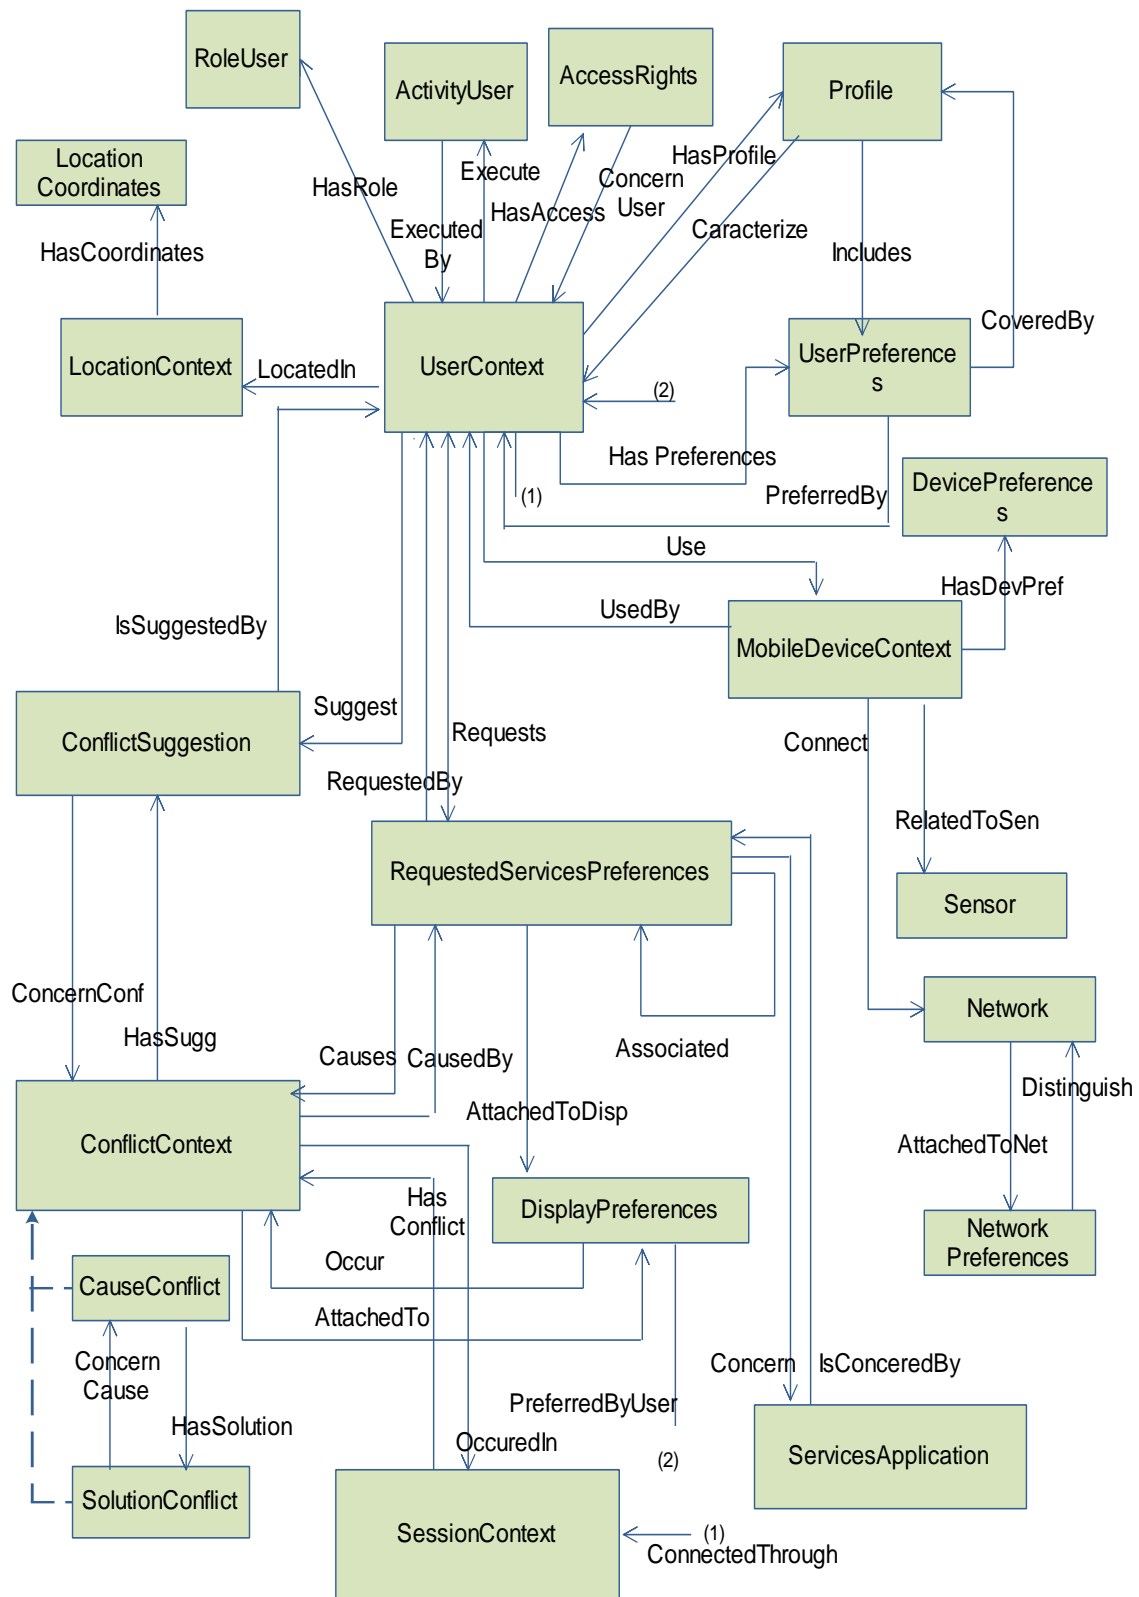 RoleUser
ActivityUser
AccessRights
Profile
Location
Coordinates
HasRole
Execute
Executed
By
HasAccess
Concern
User
HasProfile
Caracterize
Includes
HasCoordinates
CoveredBy
LocationContext
LocatedIn
UserContext
UserPreference
s
(2)
Has Preferences
(1)
PreferredBy
DevicePreference
s
Use
HasDevPref
UsedBy
IsSuggestedBy
MobileDeviceContext
Suggest
ConflictSuggestion
Requests
Connect
RequestedBy
RelatedToSen
RequestedServicesPreferences
Sensor
ConcernConf
HasSugg
Causes
CausedBy
Associated
Network
Distinguish
AttachedToDisp
AttachedToNet
ConflictContext
Has
Conflict
DisplayPreferences
Network
Preferences
Occur
CauseConflict
AttachedTo
Concern
Cause
Concern
IsConceredBy
HasSolution
PreferredByUser
OccuredIn
(2)
ServicesApplication
SolutionConflict
SessionContext
(1)
ConnectedThrough